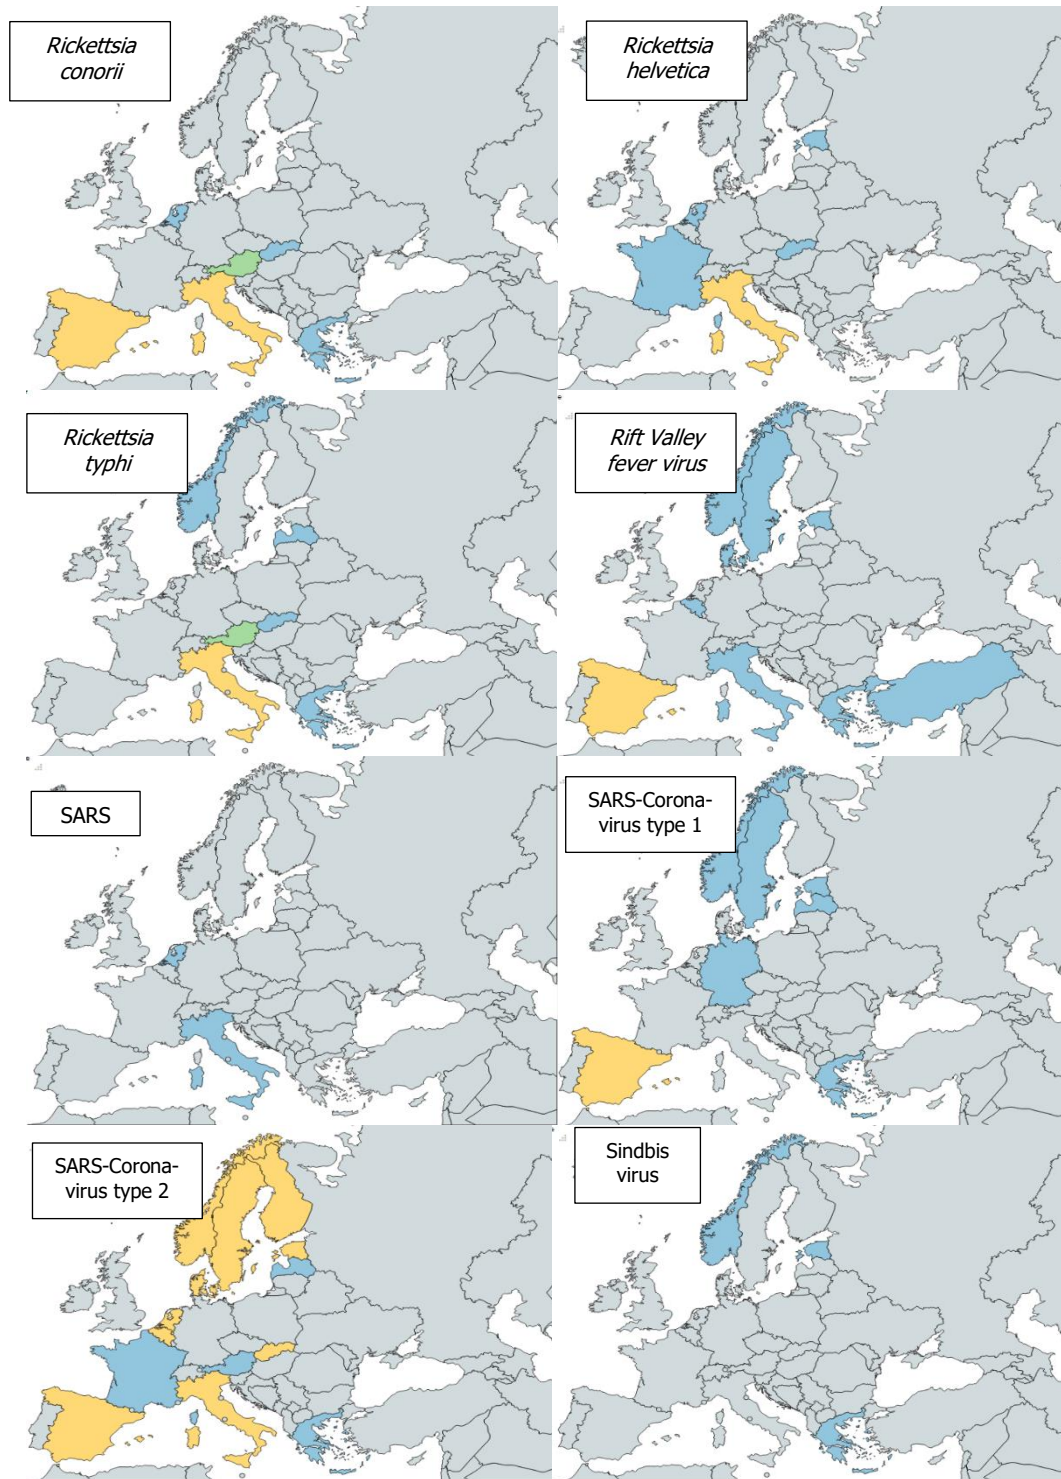 Rickettsia
conorii
Rickettsia
helvetica
Rickettsia
typhi
Rift Valley
fever virus
SARS
SARS-Corona-
virus type 1
SARS-Corona-
virus type 2
Sindbis
virus